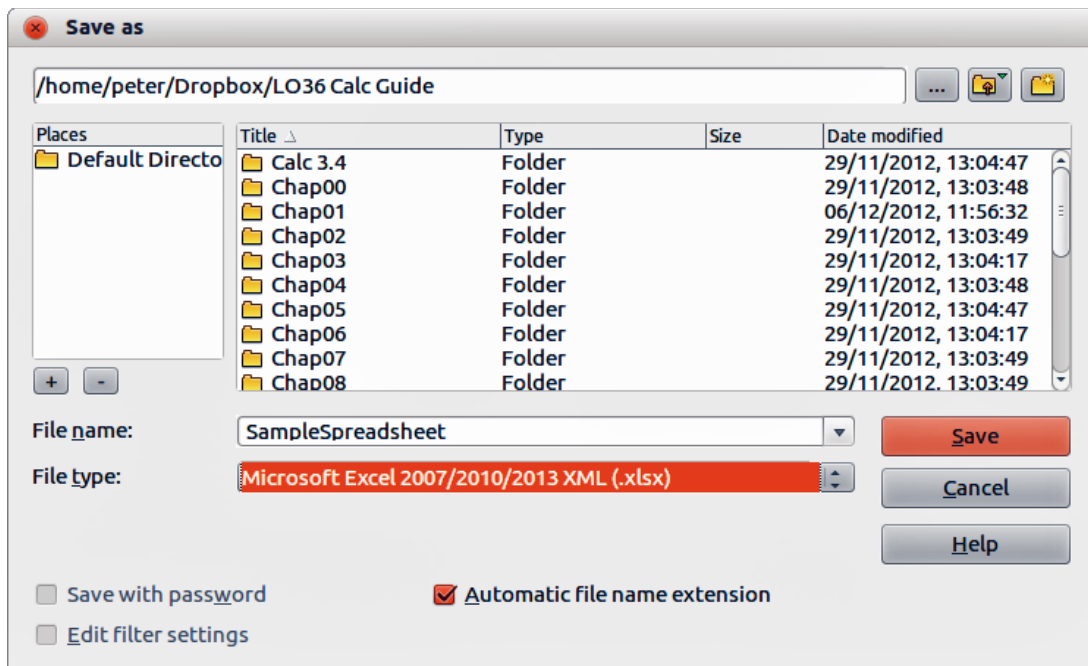 Save as
/home/peter/Dropbox/LO36 Calc Guide
...
Places
Default Directo
Title Type Size Date modified
Calc 3.4 Folder 29/11/2012, 13:04:47
Chap00 Folder 29/11/2012, 13:03:48
Chap01 Folder 06/12/2012, 11:56:32
Chap02 Folder 29/11/2012, 13:03:49
Chap03 Folder 29/11/2012, 13:04:17
Chap04 Folder 29/11/2012, 13:03:48
Chap05 Folder 29/11/2012, 13:04:47
Chap06 Folder 29/11/2012, 13:04:17
Chap07 Folder 29/11/2012, 13:03:49
Chap08 Folder 29/11/2012, 13:03:49
+ -
File name: SampleSpreadsheet
Save
File type: Microsoft Excel 2007/2010/2013 XML (.xlsx)
Cancel
Help
Save with password
Automatic file name extension
Edit filter settings